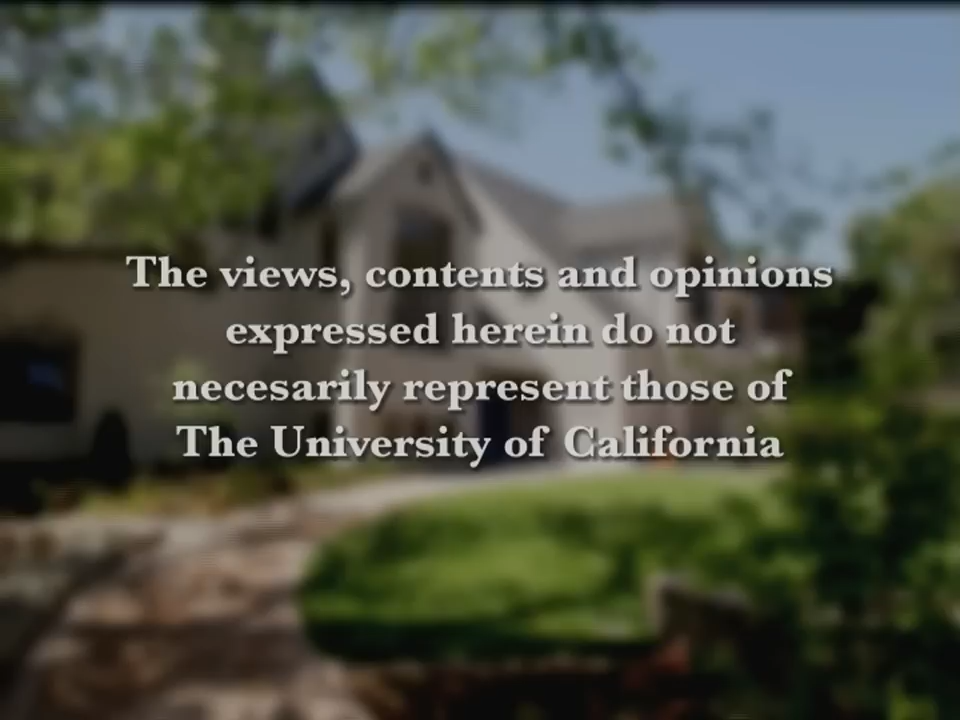 The views, contents and opinions
expressed herein do not
necesarily represent those of
The University of California